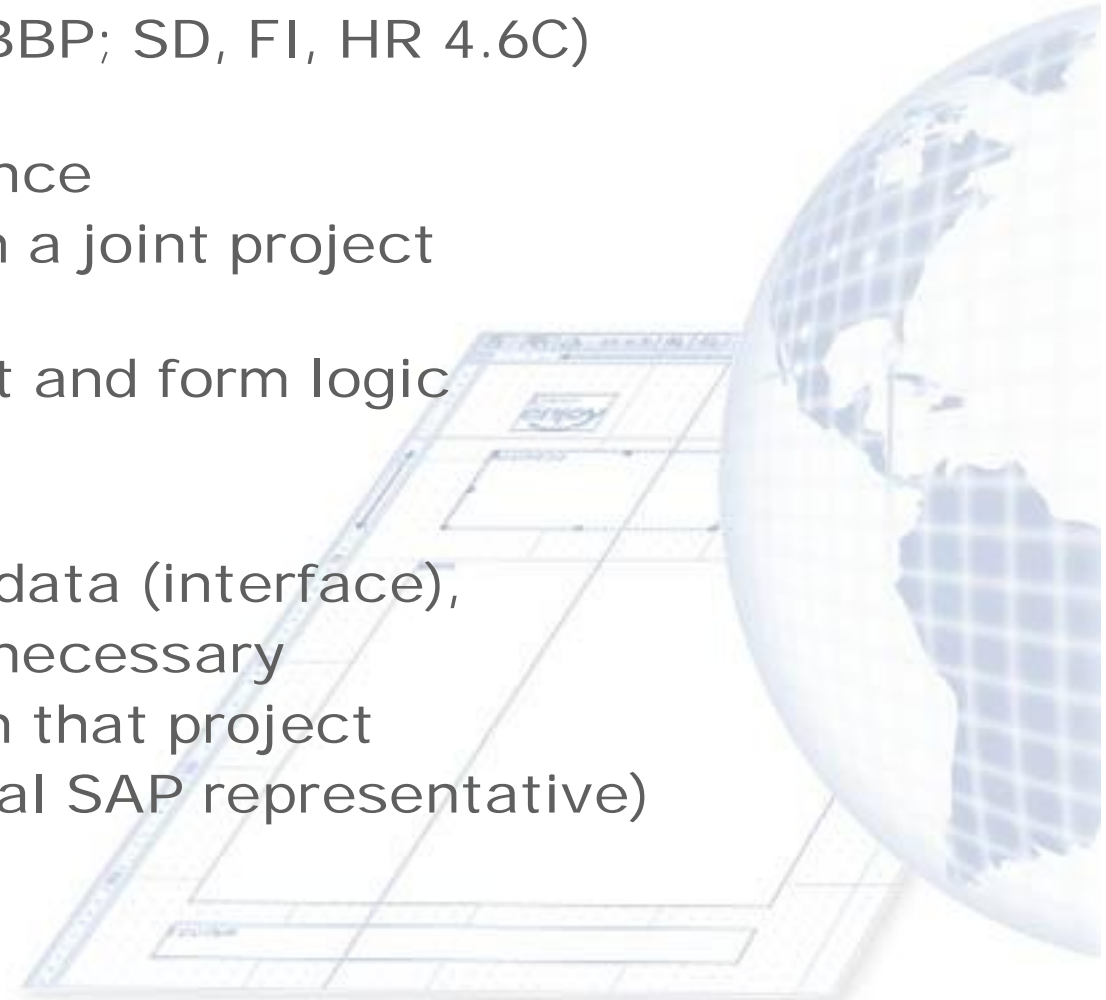 BBP; SD, FI, HR 4.6C)
nce
n a joint project
t and form logic
data (interface),
necessary
n that project
al SAP representative)